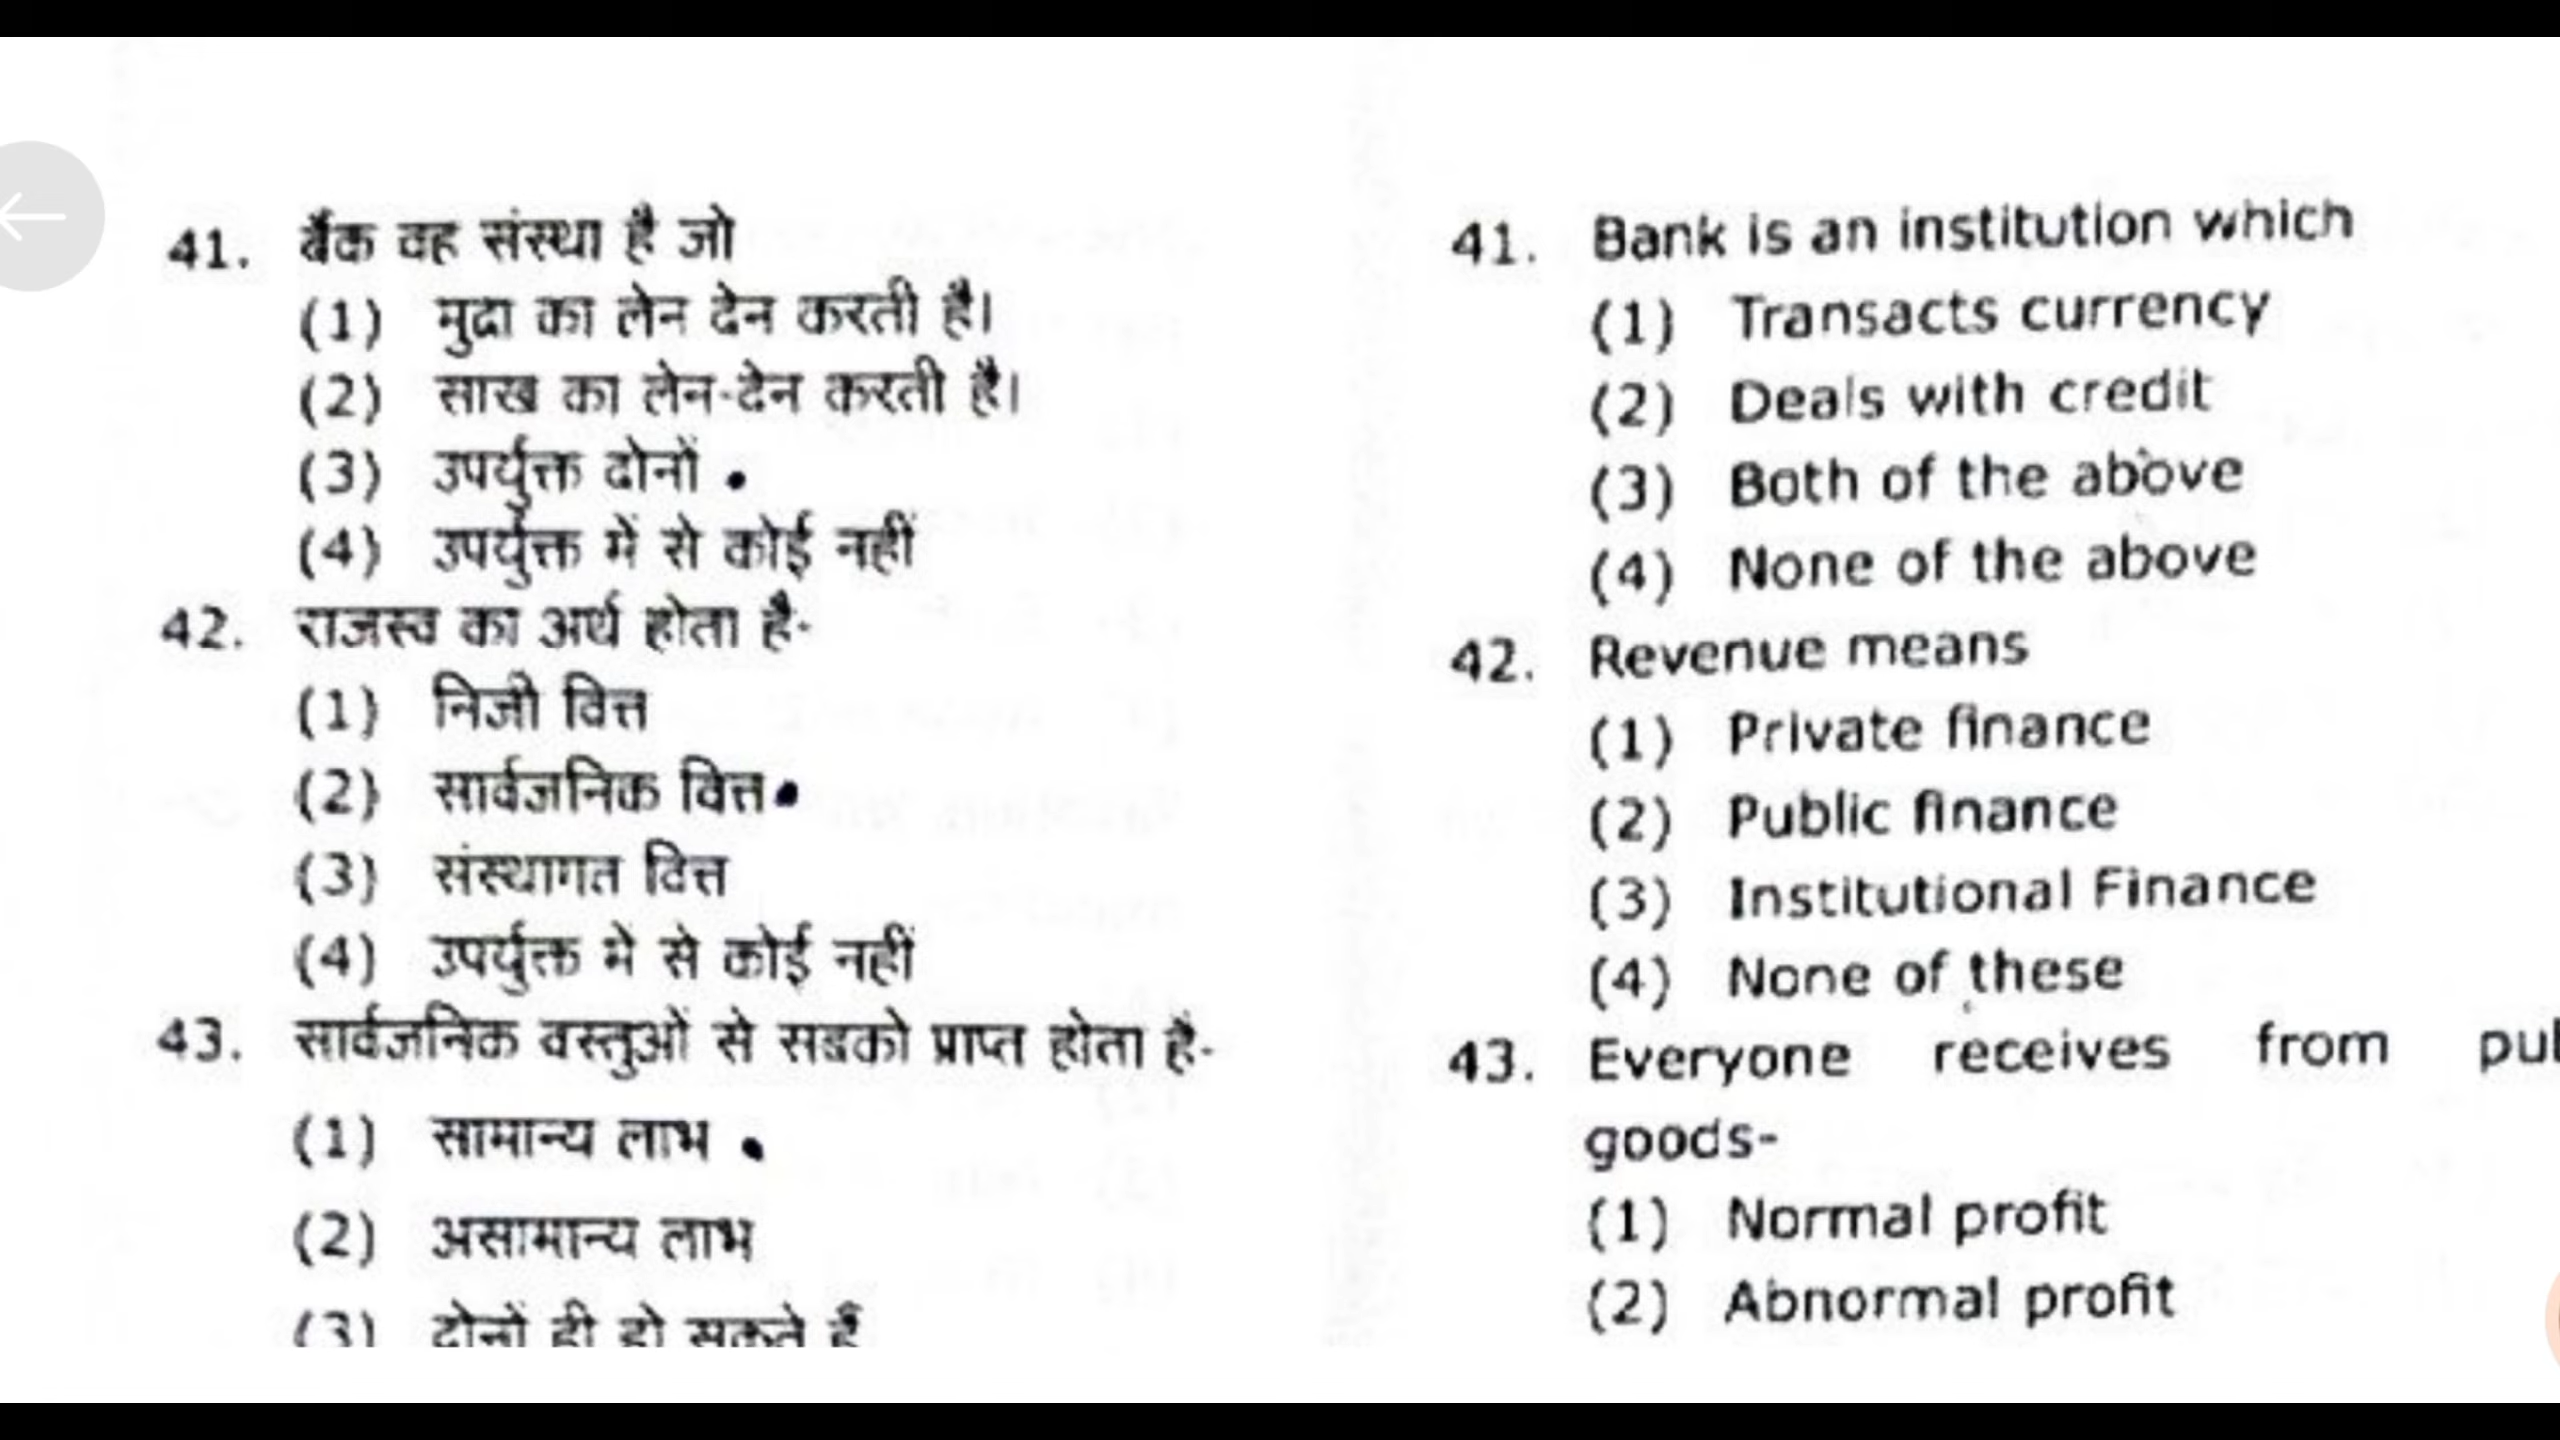 41. बैंक वह संस्था है जो
(1) मुद्रा का लेन देन करती है।
(2) साख का लेन-देन करती है।
(3) उपर्युक्त दोनों
(4) उपर्युक्त में से कोई नहीं
42. राजस्व का अर्थ होता है-
(1) निजी वित्त
(2) सार्वजनिक वित्त
(3) संस्थागत वित्त
(4) उपर्युक्त मे से कोई नहीं
43. सार्वजनिक वस्तुओं से सबको प्राप्त होता है-
(1) सामान्य लाभ
(2) असामान्य लाभ
(3) दोनों ही हो सकते हैं
41. Bank is an institution which
(1) Transacts currency
(2) Deals with credit
(3) Both of the above
(4) None of the above
42. Revenue means
(1) Private finance
(2) Public finance
(3) Institutional Finance
(4) None of these
43. Everyone receives from
goods-
(1) Normal profit
(2) Abnormal profit